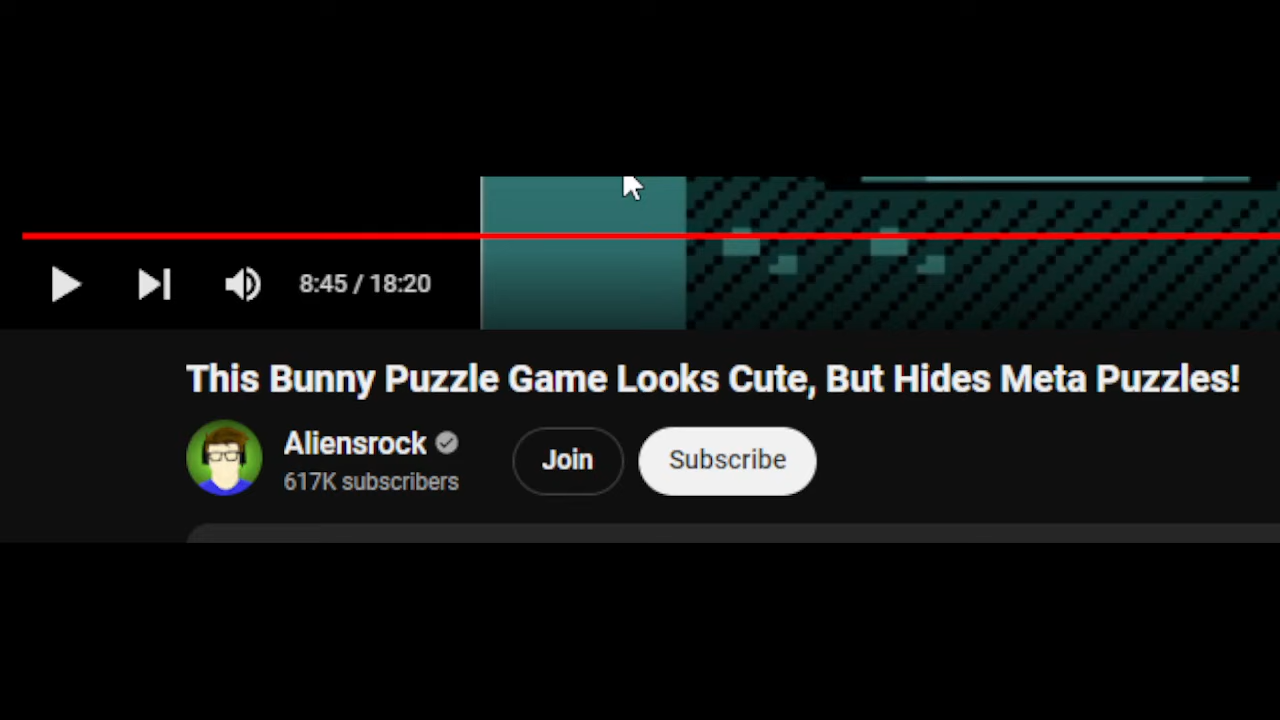 8:45 / 18:20
This Bunny Puzzle Game Looks Cute, But Hides Meta Puzzles!
Aliensrock
617K subscribers
Join
Subscribe